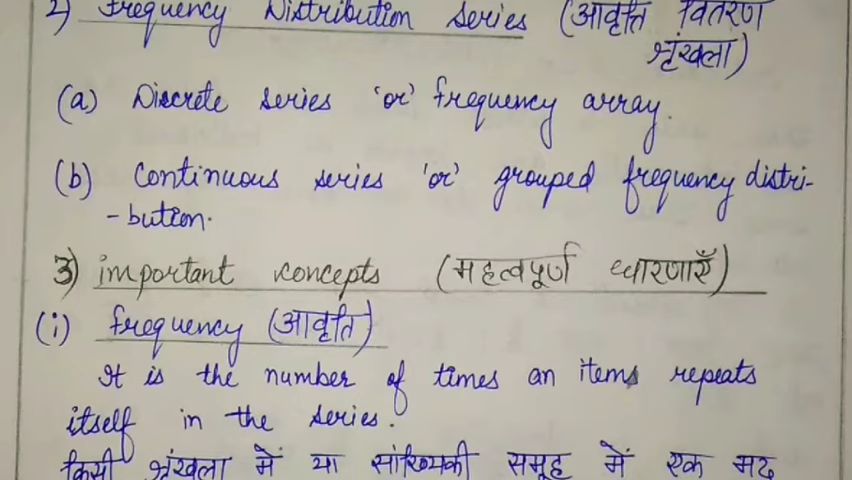 2) Frequency Distribution Series (आवृत्ति वितरण
श्रृंखला)
(a) Discrete series 'or' frequency array.
(b) Continuous series 'or' grouped frequency distri-
-bution.
3) important concepts (महत्वपूर्ण धारणाएँ)
(i) frequency (आवृत्ति)
It is the number of times an items repeats
itself in the series.
किसी श्रृंखला में या सांख्यिकी समूह में एक मद